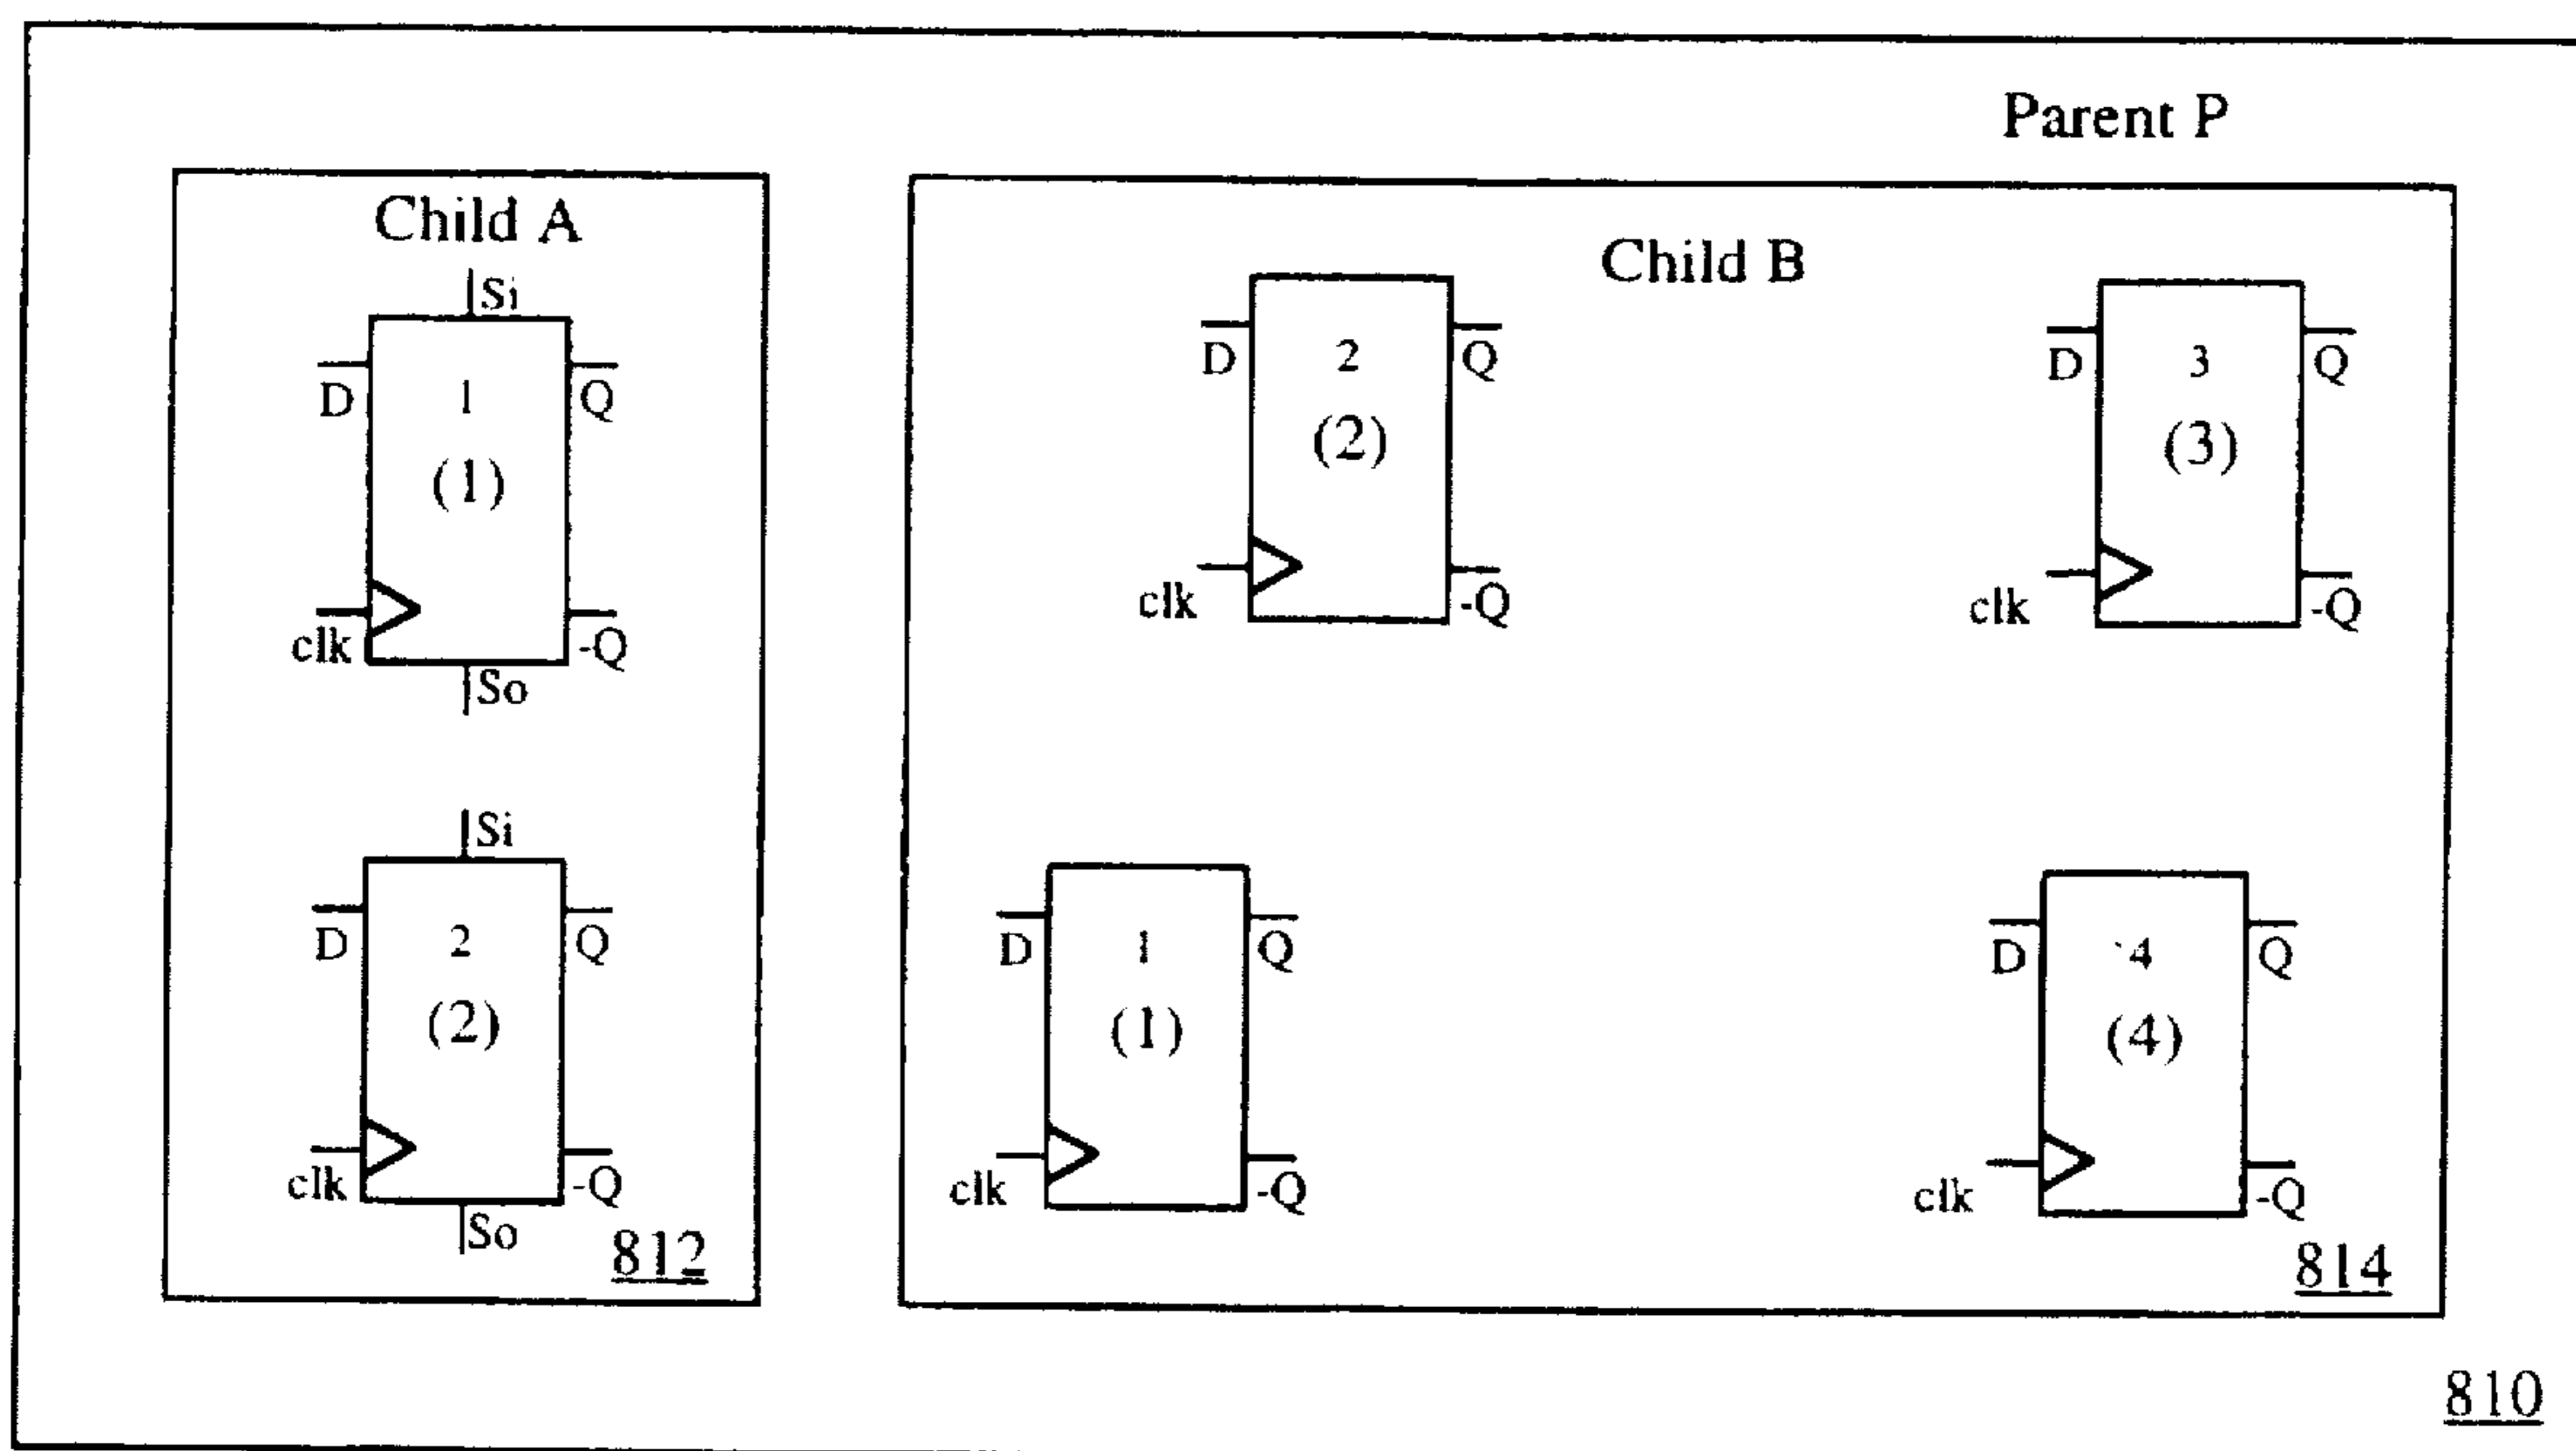 Parent P
Child A
Si
D
1
Q
(1)
clk
-Q
So
Si
D
2
Q
(2)
clk
-Q
So
812
Child B
D
2
Q
(2)
clk
-Q
D
3
Q
(3)
clk
-Q
D
1
Q
(1)
clk
-Q
D
4
Q
(4)
clk
-Q
814
810